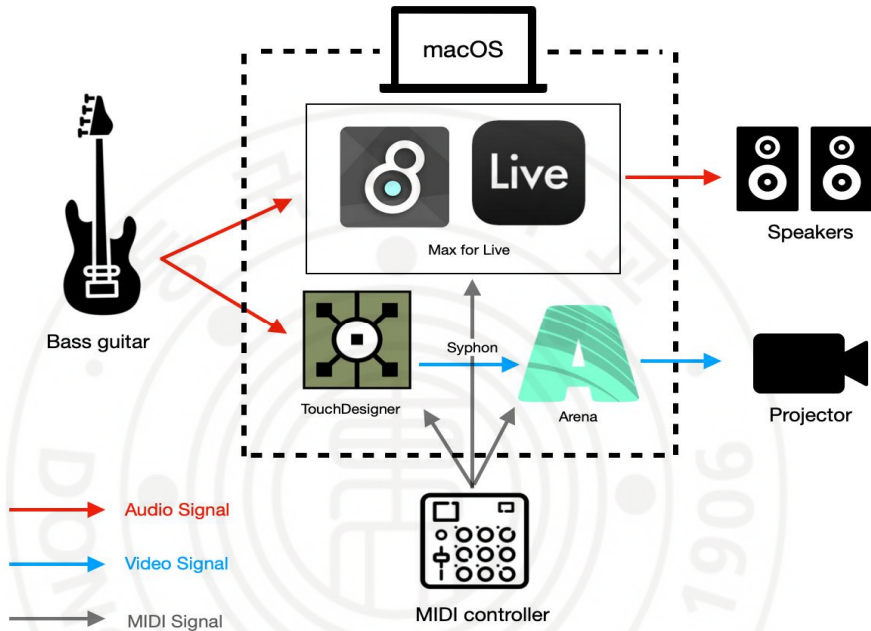 macOS
Live
Max for Live
Speakers
Bass guitar
Syphon
TouchDesigner
Arena
Projector
Audio Signal
Video Signal
MIDI Signal
MIDI controller
1906